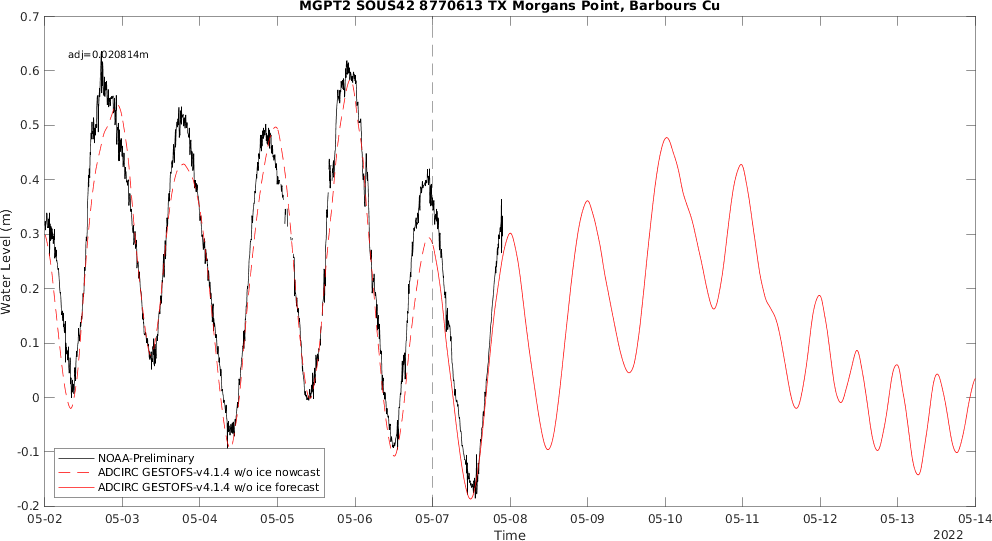 MGPT2 SOUS42 8770613 TX Morgans Point, Barbours Cu
adj=0.020814m
0.7
0.6
0.5
0.4
0.3
0.2
0.1
0
-0.1
-0.2
Water Level (m)
NOAA-Preliminary
ADCIRC GESTOFS-v4.1.4 w/o ice nowcast
ADCIRC GESTOFS-v4.1.4 w/o ice forecast
05-02 05-03 05-04 05-05 05-06 05-07 05-08 05-09 05-10 05-11 05-12 05-13 05-14
Time
2022